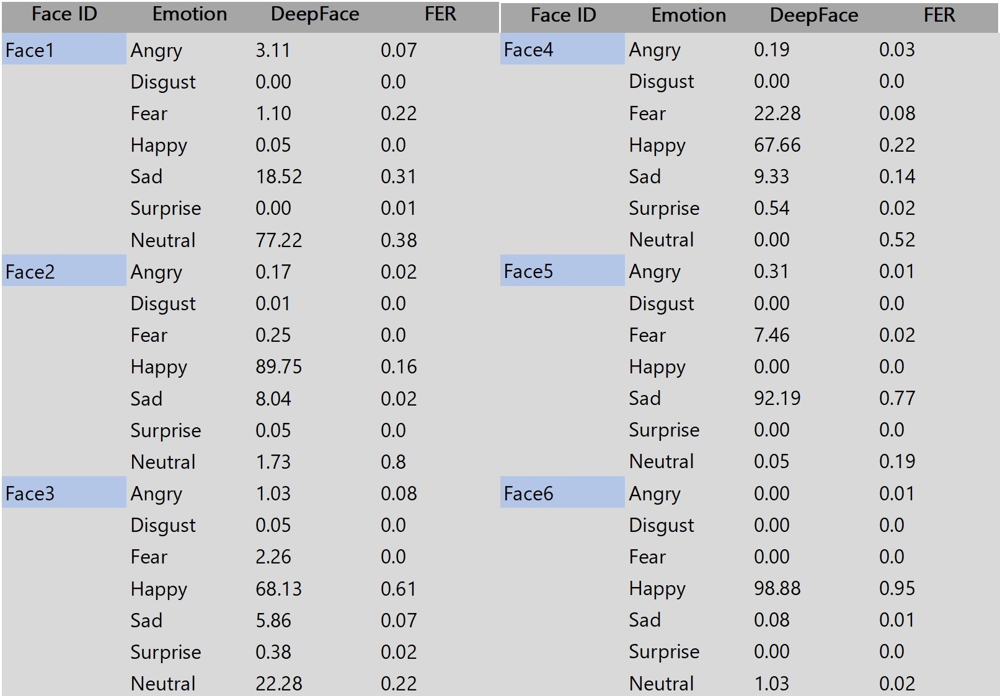 Face ID Emotion DeepFace FER
Face1 Angry 3.11 0.07
Disgust 0.00 0.0
Fear 1.10 0.22
Happy 0.05 0.0
Sad 18.52 0.31
Surprise 0.00 0.01
Neutral 77.22 0.38
Face2 Angry 0.17 0.02
Disgust 0.01 0.0
Fear 0.25 0.0
Happy 89.75 0.16
Sad 8.04 0.02
Surprise 0.05 0.0
Neutral 1.73 0.8
Face3 Angry 1.03 0.08
Disgust 0.05 0.0
Fear 2.26 0.0
Happy 68.13 0.61
Sad 5.86 0.07
Surprise 0.38 0.02
Neutral 22.28 0.22
Face ID Emotion DeepFace FER
Face4 Angry 0.19 0.03
Disgust 0.00 0.0
Fear 22.28 0.08
Happy 67.66 0.22
Sad 9.33 0.14
Surprise 0.54 0.02
Neutral 0.00 0.52
Face5 Angry 0.31 0.01
Disgust 0.00 0.0
Fear 7.46 0.02
Happy 0.00 0.0
Sad 92.19 0.77
Surprise 0.00 0.0
Neutral 0.05 0.19
Face6 Angry 0.00 0.01
Disgust 0.00 0.0
Fear 0.00 0.0
Happy 98.88 0.95
Sad 0.08 0.01
Surprise 0.00 0.0
Neutral 1.03 0.02